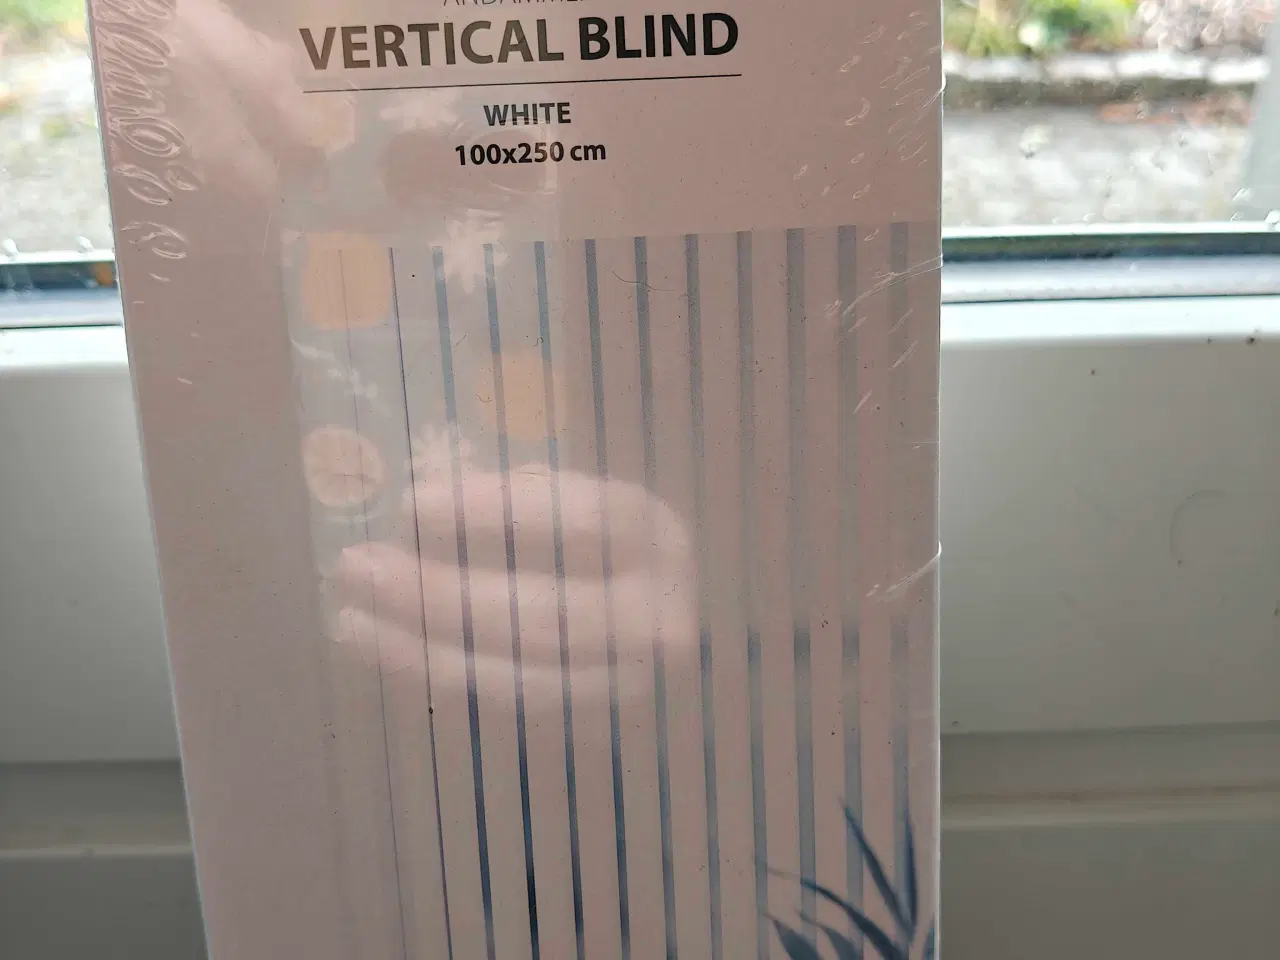 VERTICAL BLIND
WHITE
100x250 cm